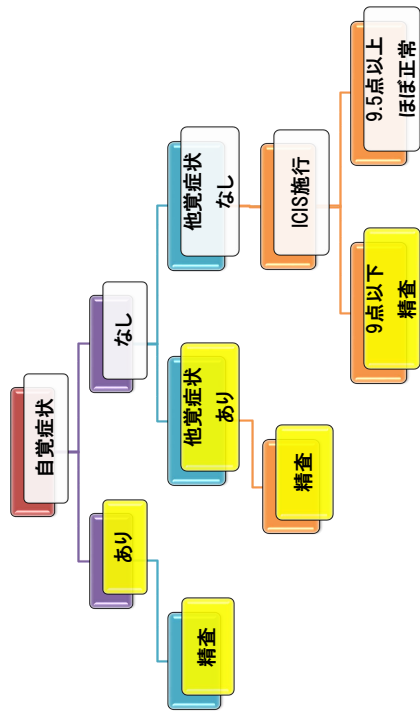 自覚症状
あり
なし
精査
他覚症状
あり
他覚症状
なし
精査
ICIS施行
9点以下
精査
9.5点以上
ほぼ正常